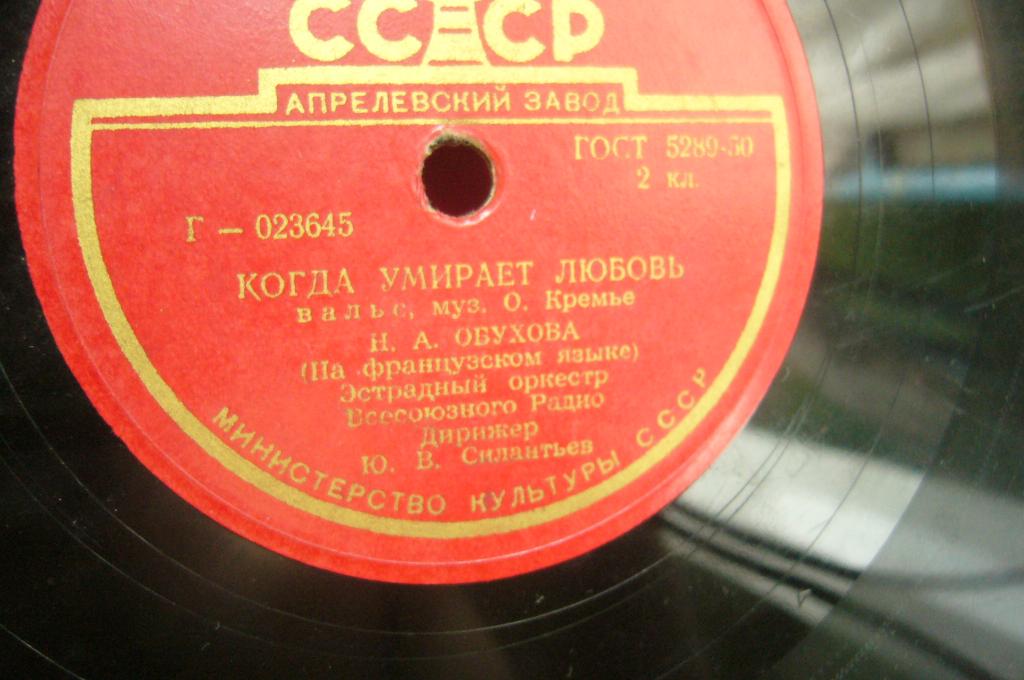 СССР
АПРЕЛЕВСКИЙ ЗАВОД
ГОСТ 5289-50
2 кл.
Г — 023645
КОГДА УМИРАЕТ ЛЮБОВЬ
вальс, муз. О. Кремье
Н. А. ОБУХОВА
(На французском языке)
Эстрадный оркестр
Всесоюзного Радио
Дирижер
Ю. В. Силантьев
МИНИСТЕРСТВО КУЛЬТУРЫ СССР